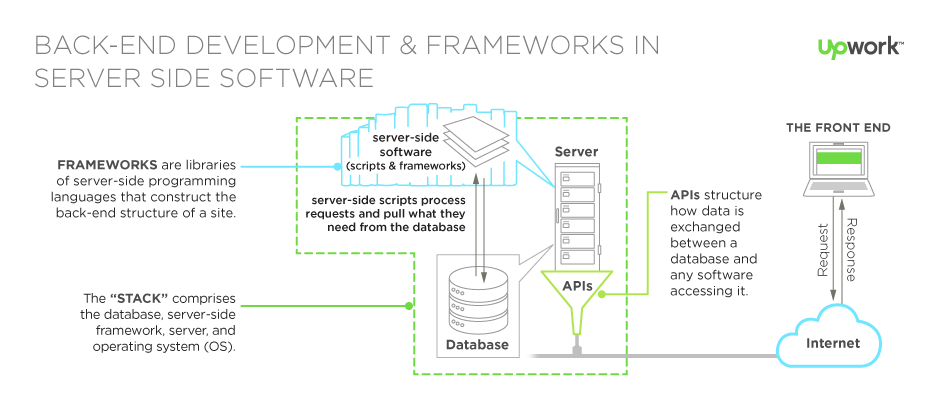 BACK-END DEVELOPMENT & FRAMEWORKS IN
SERVER SIDE SOFTWARE
Upwork™
FRAMEWORKS are libraries
of server-side programming
languages that construct the
back-end structure of a site.
The “STACK” comprises
the database, server-side
framework, server, and
operating system (OS).
server-side
software
(scripts & frameworks)
server-side scripts process
requests and pull what they
need from the database
Database
Server
APIs
APIs structure
how data is
exchanged
between a
database and
any software
accessing it.
THE FRONT END
Request
Response
Internet